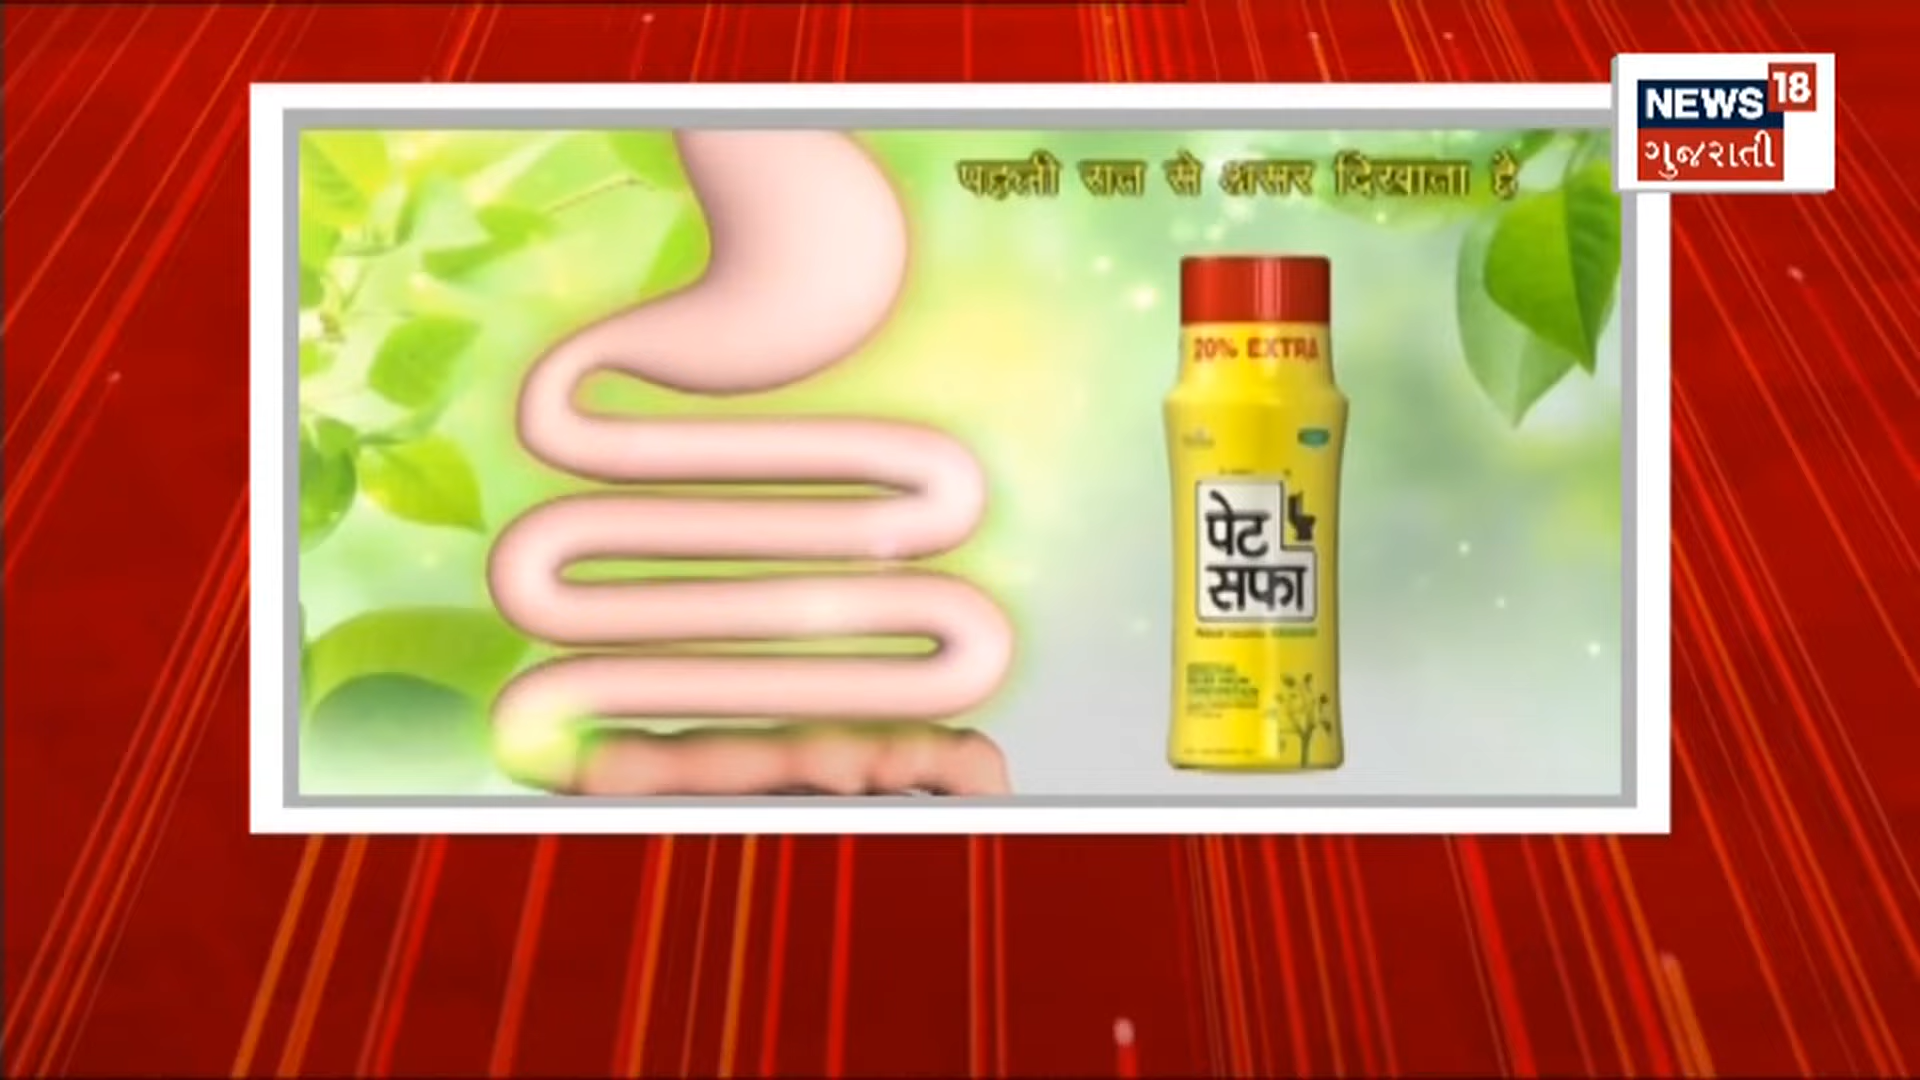 NEWS 18
ગુજરાતી
पहली रात से असर दिखाता है
20% EXTRA
पेट
सफा